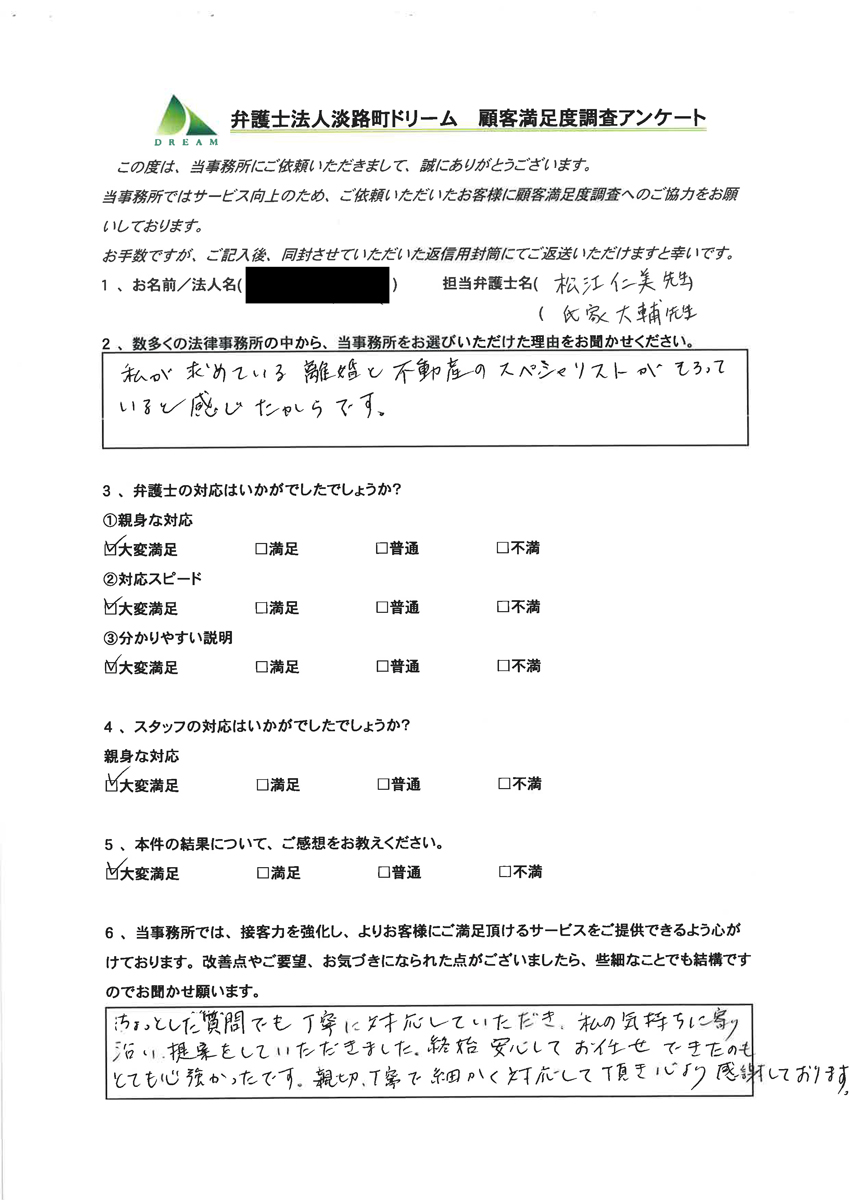 DREAM
弁護士法人淡路町ドリーム　顧客満足度調査アンケート
この度は、当事務所にご依頼いただきまして、誠にありがとうございます。
当事務所ではサービス向上のため、ご依頼いただいたお客様に顧客満足度調査へのご協力をお願
いしております。
お手数ですが、ご記入後、同封させていただいた返信用封筒にてご返送いただけますと幸いです。
1 、お名前／法人名( ) 担当弁護士名( 松江仁美先生
( 氏家大輔先生
2 、数多くの法律事務所の中から、当事務所をお選びいただけた理由をお聞かせください。
私が求めている離婚と不動産のスペシャリストがそろって
いると感じたからです。
3 、弁護士の対応はいかがでしたでしょうか?
①親身な対応
☑大変満足 □満足 □普通 □不満
②対応スピード
☑大変満足 □満足 □普通 □不満
③分かりやすい説明
☑大変満足 □満足 □普通 □不満
4 、スタッフの対応はいかがでしたでしょうか?
親身な対応
☑大変満足 □満足 □普通 □不満
5 、本件の結果について、ご感想をお教えください。
☑大変満足 □満足 □普通 □不満
6 、当事務所では、接客力を強化し、よりお客様にご満足頂けるサービスをご提供できるよう心が
けております。改善点やご要望、お気づきになられた点がございましたら、些細なことでも結構です
のでお聞かせ願います。
ちょっとした質問でも丁寧に対応していただき、私の気持ちに寄り
沿い、提案をしていただきました。終始安心してお任せできたのも
とても心強かったです。親切、丁寧で細かく対応して頂き心より感謝しております。